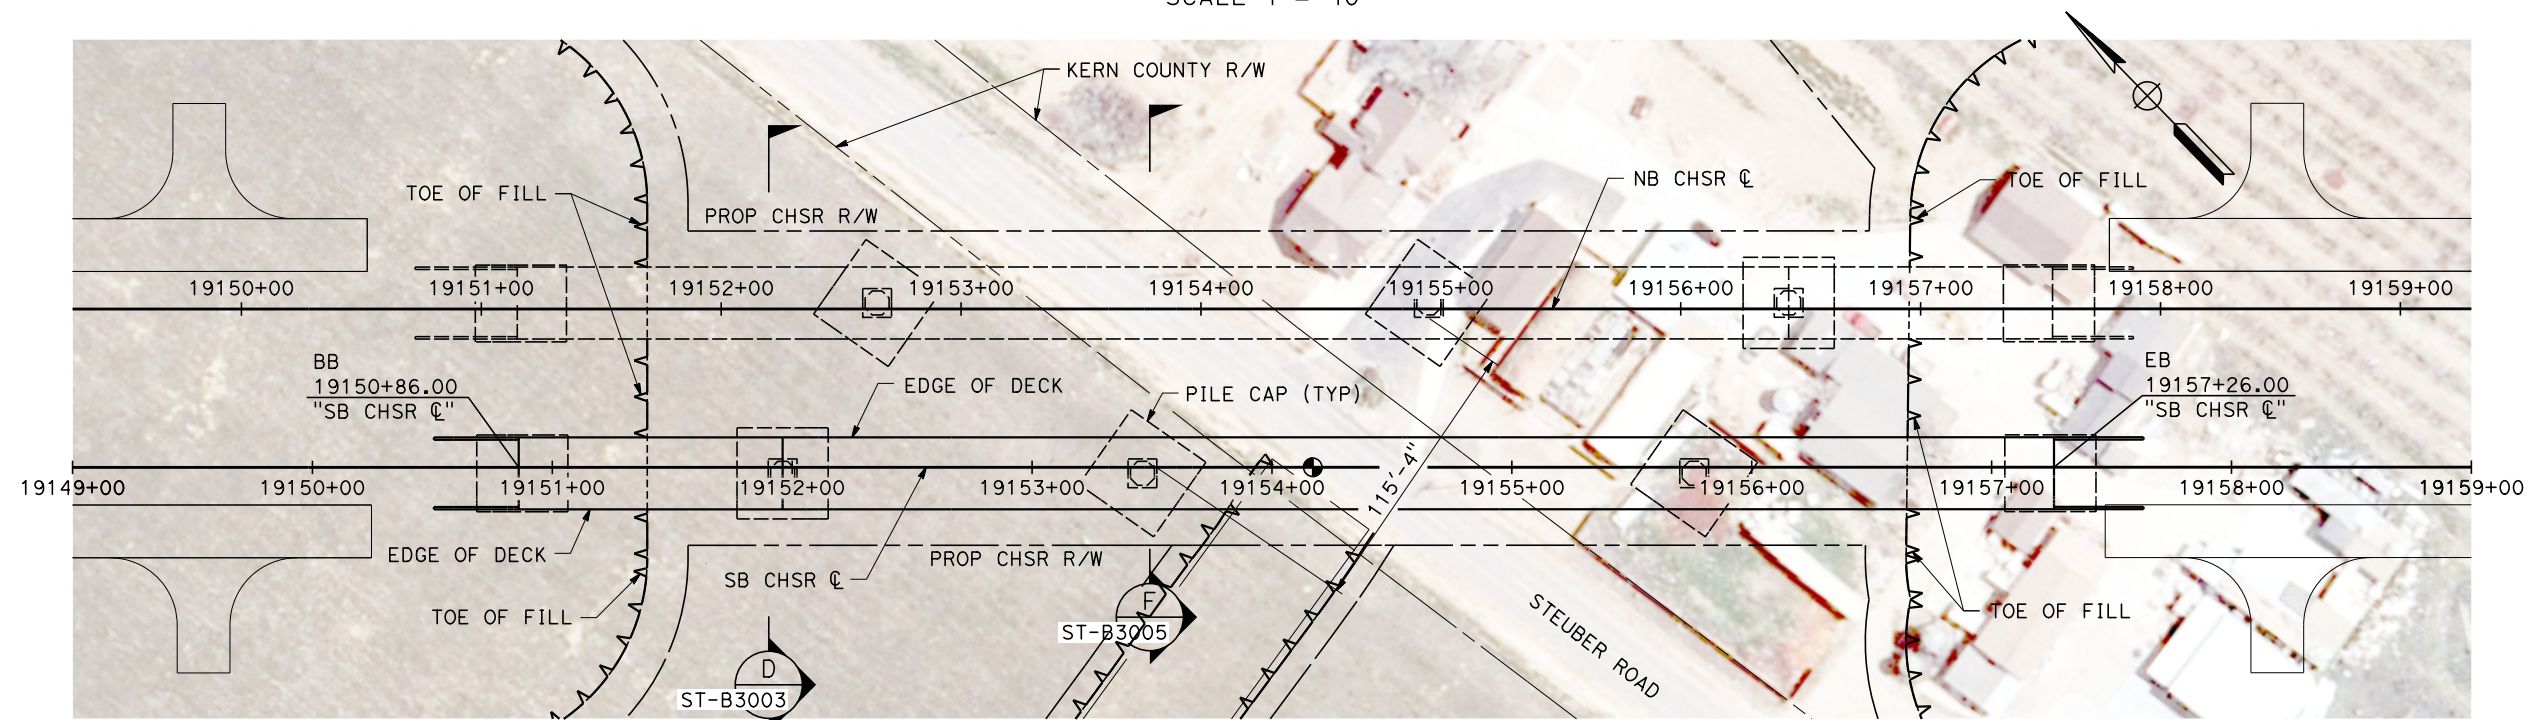 KERN COUNTY R/W
TOE OF FILL
PROP CHSR R/W
NB CHSR ℄
TOE OF FILL
19150+00
19151+00
19152+00
19153+00
19154+00
19155+00
19156+00
19157+00
19158+00
19159+00
BB
19150+86.00
"SB CHSR ℄"
EDGE OF DECK
PILE CAP (TYP)
EB
19157+26.00
"SB CHSR ℄"
115'-4"
19149+00
19150+00
19151+00
19152+00
19153+00
19154+00
19155+00
19156+00
19157+00
19158+00
19159+00
EDGE OF DECK
SB CHSR ℄
PROP CHSR R/W
TOE OF FILL
F
ST-B3005
STEUBER ROAD
TOE OF FILL
D
ST-B3003